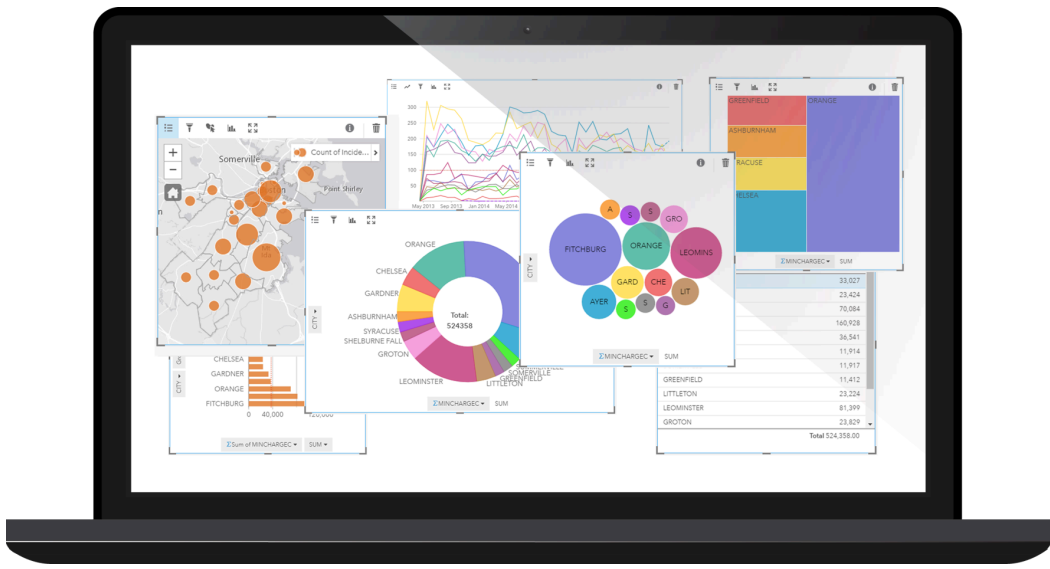 Somerville
Boston
Point Shirley
Count of Incide...
300
250
200
150
100
50
May 2013 Sep 2013 Jan 2014 May 2014
GREENFIELD
ORANGE
ASHBURNHAM
ΣMINCHARGEC SUM
CITY
A
S
S
GRO
FITCHBURG
ORANGE
LEOMINS
GARD
CHE
LIT
AYER
S
S
G
ΣMINCHARGEC SUM
CITY
ORANGE
CHELSEA
GARDNER
ASHBURNHAM
SYRACUSE
SHELBURNE FALL
GROTON
LEOMINSTER
LITTLETON
GREENFIELD
SOMERVILLE
Total:
524358
ΣMINCHARGEC SUM
CITY
CHELSEA
GARDNER
ORANGE
FITCHBURG
0 40,000
ΣSum of MINCHARGEC SUM
33,027
23,424
70,084
160,928
36,541
11,914
11,917
GREENFIELD 11,412
LITTLETON 23,224
LEOMINSTER 81,399
GROTON 23,829
Total 524,358.00